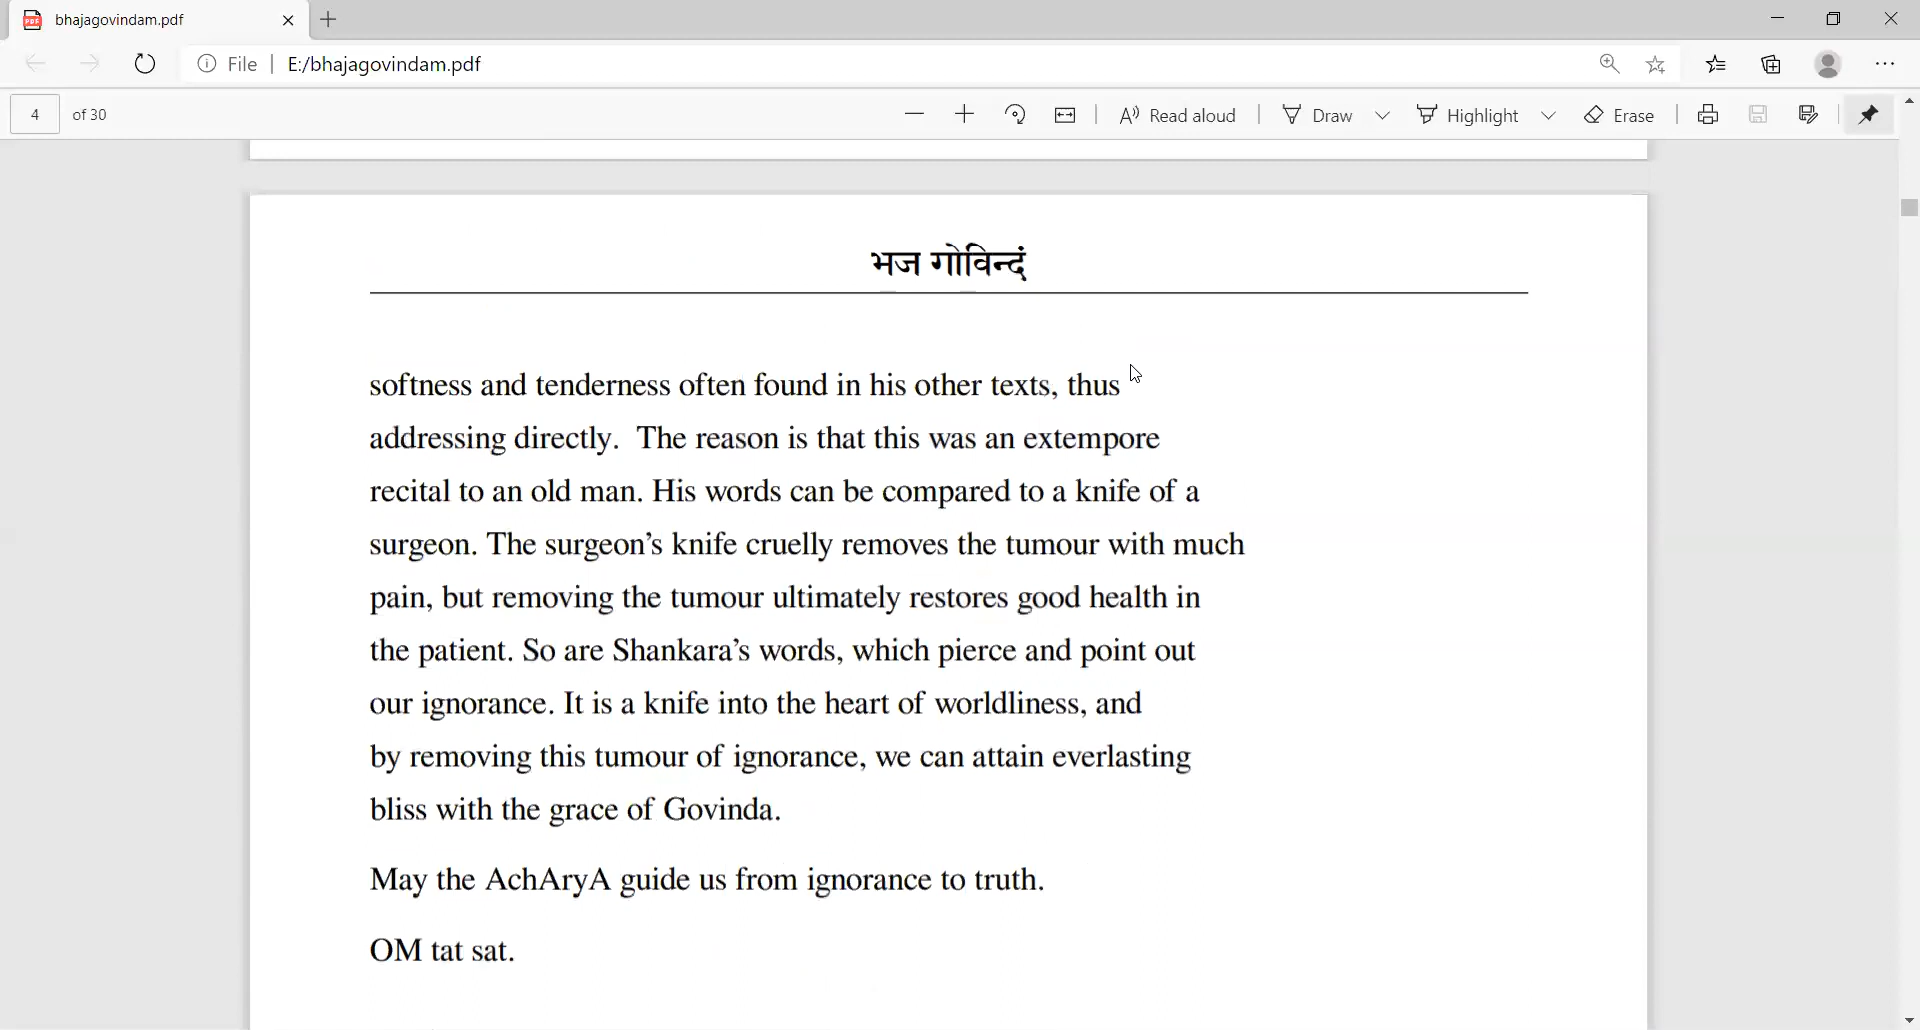 bhajagovindam.pdf
File E:/bhajagovindam.pdf
4 of 30 Read aloud Draw Highlight Erase
भज गोविन्दं
softness and tenderness often found in his other texts, thus
addressing directly. The reason is that this was an extempore
recital to an old man. His words can be compared to a knife of a
surgeon. The surgeon’s knife cruelly removes the tumour with much
pain, but removing the tumour ultimately restores good health in
the patient. So are Shankara’s words, which pierce and point out
our ignorance. It is a knife into the heart of worldliness, and
by removing this tumour of ignorance, we can attain everlasting
bliss with the grace of Govinda.
May the AchAryA guide us from ignorance to truth.
OM tat sat.